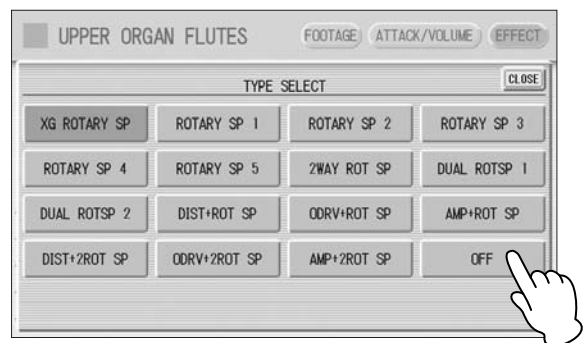 UPPER ORGAN FLUTES FOOTAGE ATTACK/VOLUME EFFECT
TYPE SELECT CLOSE
XG ROTARY SP ROTARY SP 1 ROTARY SP 2 ROTARY SP 3
ROTARY SP 4 ROTARY SP 5 2WAY ROT SP DUAL ROTSP 1
DUAL ROTSP 2 DIST+ROT SP ODRV+ROT SP AMP+ROT SP
DIST+2ROT SP ODRV+2ROT SP AMP+2ROT SP OFF